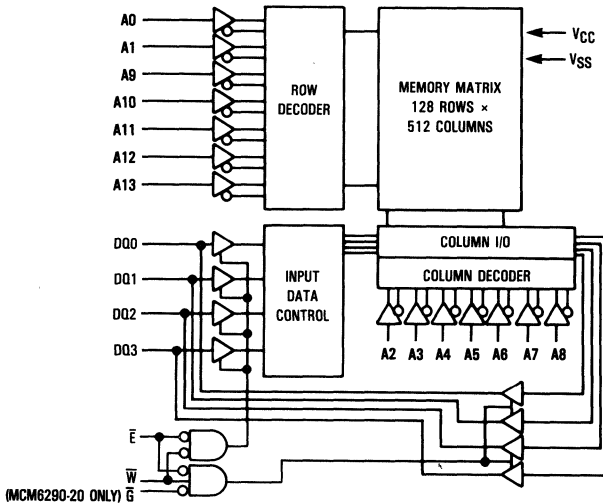 A0
A1
A9
A10
A11
A12
A13
ROW
DECODER
MEMORY MATRIX
128 ROWS ×
512 COLUMNS
VCC
VSS
DQ0
DQ1
DQ2
DQ3
INPUT
DATA
CONTROL
COLUMN I/O
COLUMN DECODER
A2 A3 A4 A5 A6 A7 A8
E̅
W̅
(MCM6290-20 ONLY) G̅